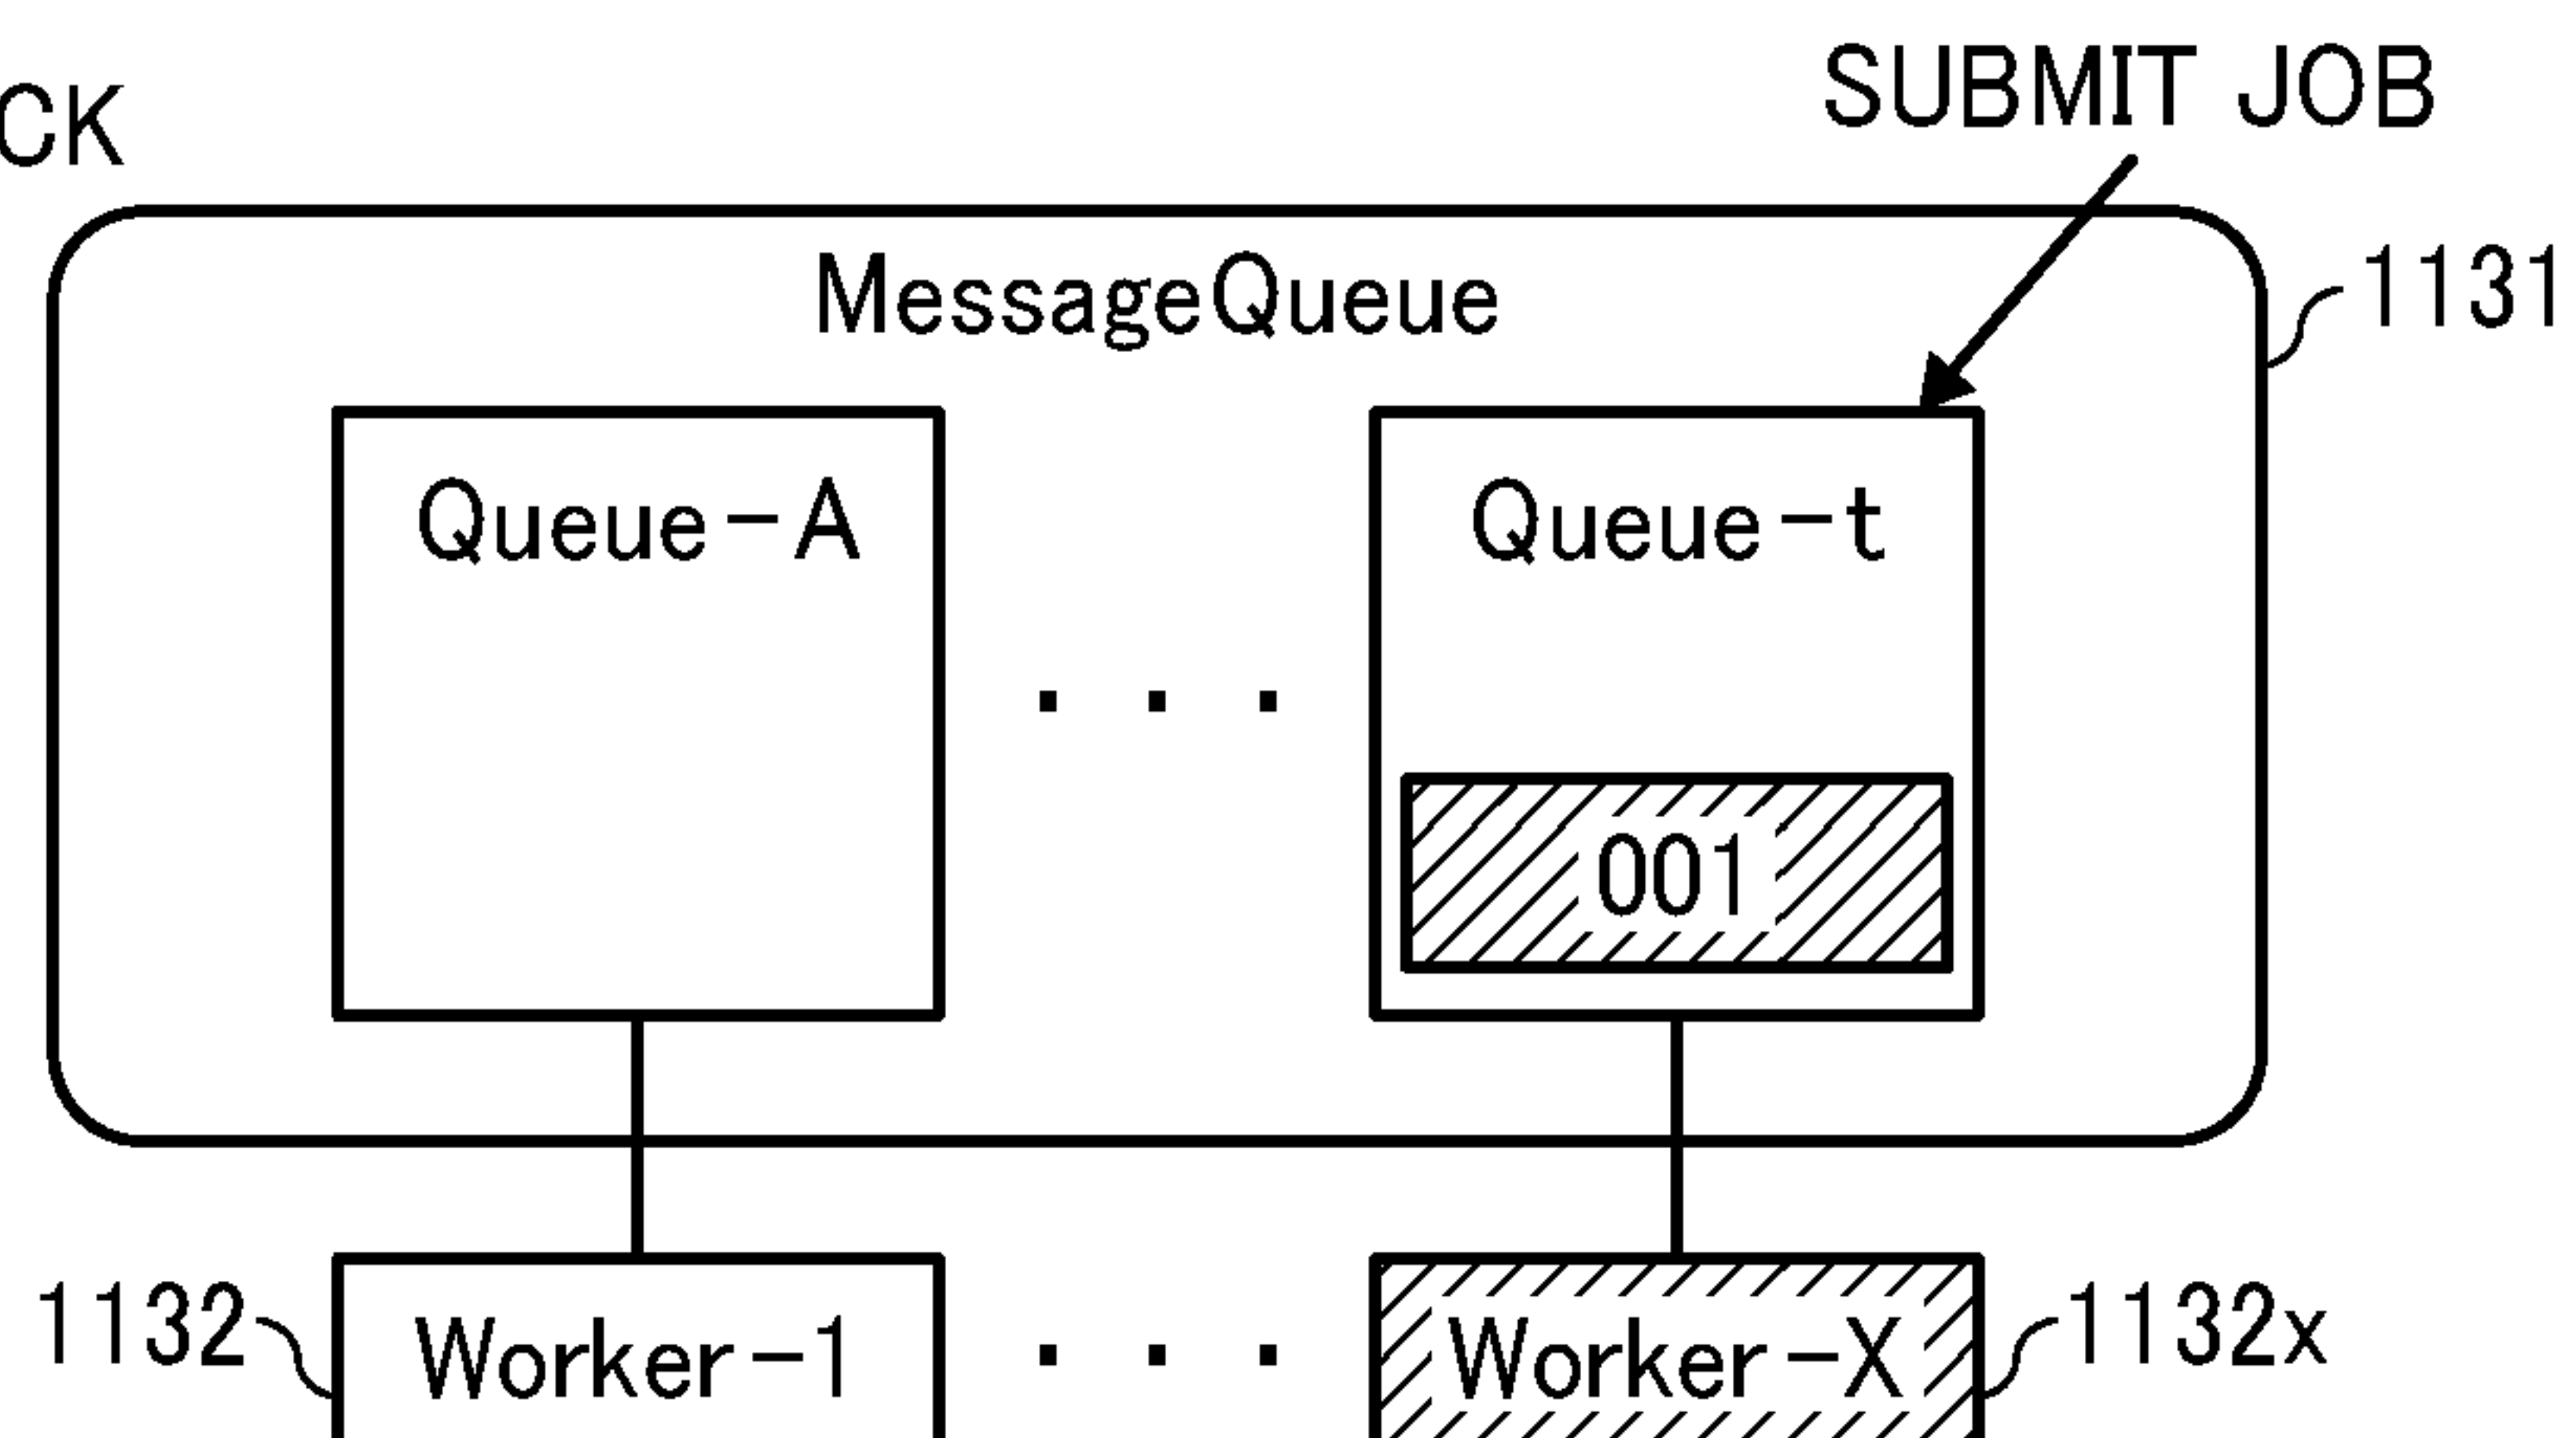 SUBMIT JOB
CK
MessageQueue
1131
Queue-A
Queue-t
. . .
001
1132
Worker-1
. . .
Worker-X
1132x